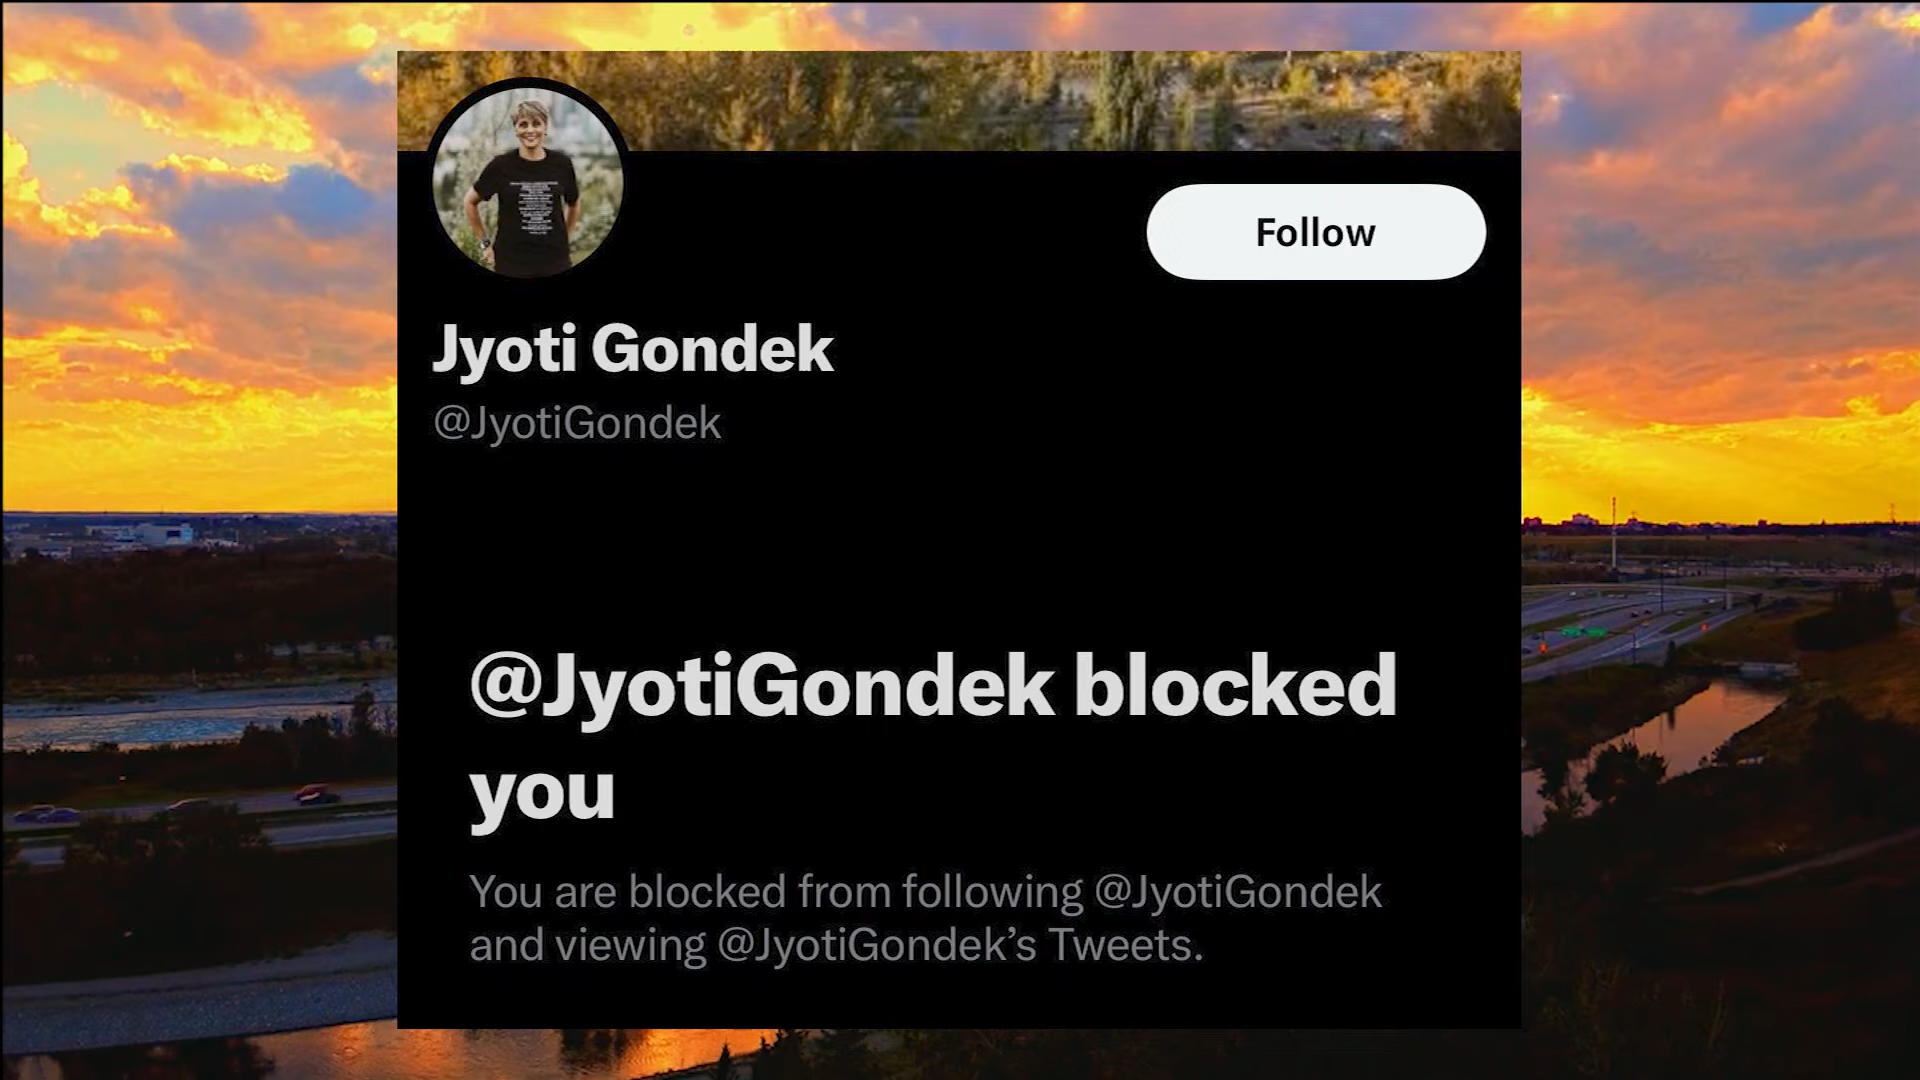 Follow
Jyoti Gondek
@JyotiGondek
@JyotiGondek blocked
you
You are blocked from following @JyotiGondek
and viewing @JyotiGondek’s Tweets.